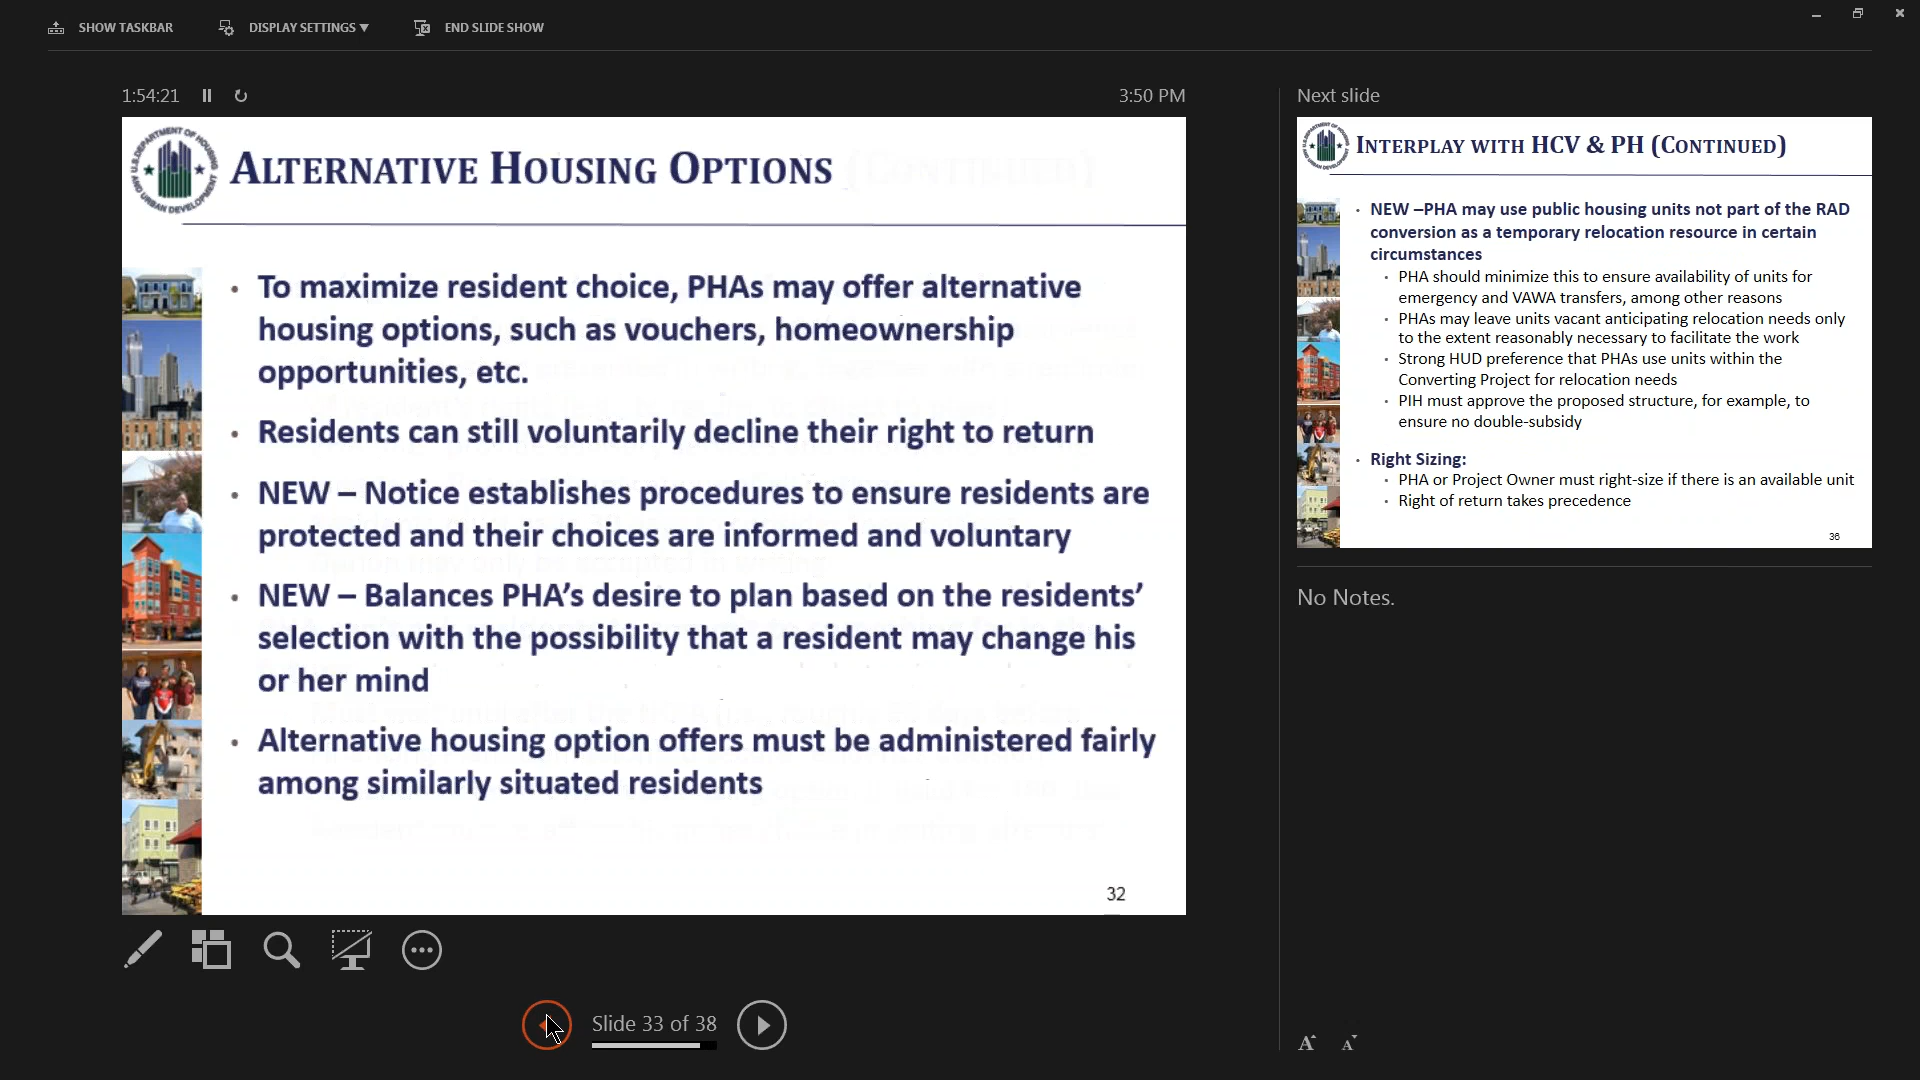 SHOW TASKBAR
DISPLAY SETTINGS ▼
END SLIDE SHOW
1:54:21
3:50 PM
Next slide
U.S. DEPARTMENT OF HOUSING AND URBAN DEVELOPMENT
ALTERNATIVE HOUSING OPTIONS (CONTINUED)
• To maximize resident choice, PHAs may offer alternative
housing options, such as vouchers, homeownership
opportunities, etc.
• Residents can still voluntarily decline their right to return
• NEW – Notice establishes procedures to ensure residents are
protected and their choices are informed and voluntary
• NEW – Balances PHA’s desire to plan based on the residents’
selection with the possibility that a resident may change his
or her mind
• Alternative housing option offers must be administered fairly
among similarly situated residents
32
INTERPLAY WITH HCV & PH (CONTINUED)
• NEW –PHA may use public housing units not part of the RAD
conversion as a temporary relocation resource in certain
circumstances
• PHA should minimize this to ensure availability of units for
emergency and VAWA transfers, among other reasons
• PHAs may leave units vacant anticipating relocation needs only
to the extent reasonably necessary to facilitate the work
• Strong HUD preference that PHAs use units within the
Converting Project for relocation needs
• PIH must approve the proposed structure, for example, to
ensure no double-subsidy
• Right Sizing:
• PHA or Project Owner must right-size if there is an available unit
• Right of return takes precedence
36
No Notes.
Slide 33 of 38
A A